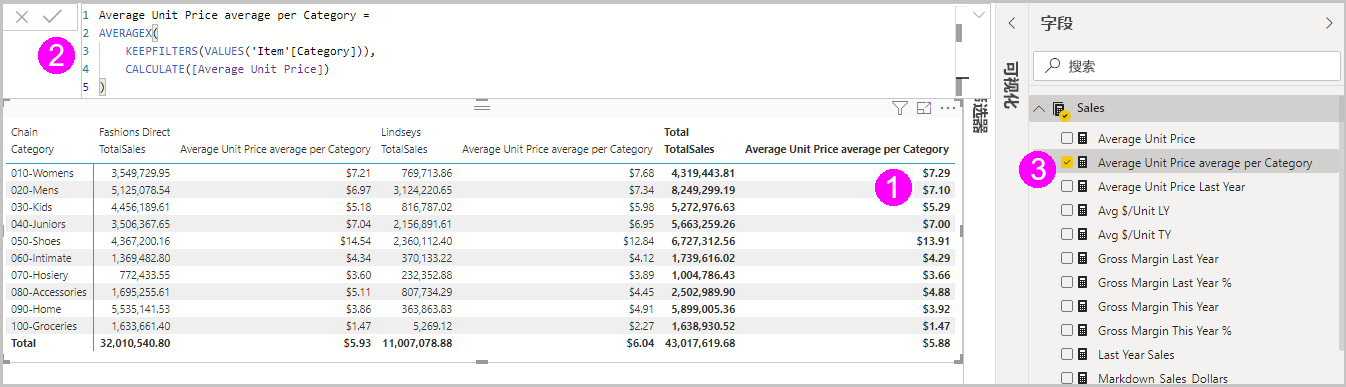 1 Average Unit Price average per Category =
2 AVERAGEX(
3 KEEPFILTERS(VALUES('Item'[Category])),
4 CALCULATE([Average Unit Price])
5 )
2
Chain Fashions Direct Lindseys Total
Category TotalSales Average Unit Price average per Category TotalSales Average Unit Price average per Category TotalSales Average Unit Price average per Category
010-Womens 3,549,729.95 $7.21 769,713.86 $7.68 4,319,443.81 $7.29
020-Mens 5,125,078.54 $6.97 3,124,220.65 $7.34 8,249,299.19 $7.10
030-Kids 4,456,189.61 $5.18 816,787.02 $5.98 5,272,976.63 $5.29
040-Juniors 3,506,367.65 $7.04 2,156,891.61 $6.95 5,663,259.26 $7.00
050-Shoes 4,367,200.16 $14.54 2,360,112.40 $12.84 6,727,312.56 $13.91
060-Intimate 1,369,482.80 $4.34 370,133.22 $4.12 1,739,616.02 $4.29
070-Hosiery 772,433.55 $3.60 232,352.88 $3.89 1,004,786.43 $3.66
080-Accessories 1,695,255.61 $5.11 807,734.29 $4.45 2,502,989.90 $4.88
090-Home 5,535,141.53 $3.86 363,863.83 $4.91 5,899,005.36 $3.92
100-Groceries 1,633,661.40 $1.47 5,269.12 $2.27 1,638,930.52 $1.47
Total 32,010,540.80 $5.93 11,007,078.88 $6.04 43,017,619.68 $5.88
1
选器
可视化
字段
搜索
Sales
Average Unit Price
Average Unit Price average per Category
3
Average Unit Price Last Year
Avg $/Unit LY
Avg $/Unit TY
Gross Margin Last Year
Gross Margin Last Year %
Gross Margin This Year
Gross Margin This Year %
Last Year Sales
Markdown_Sales_Dollars